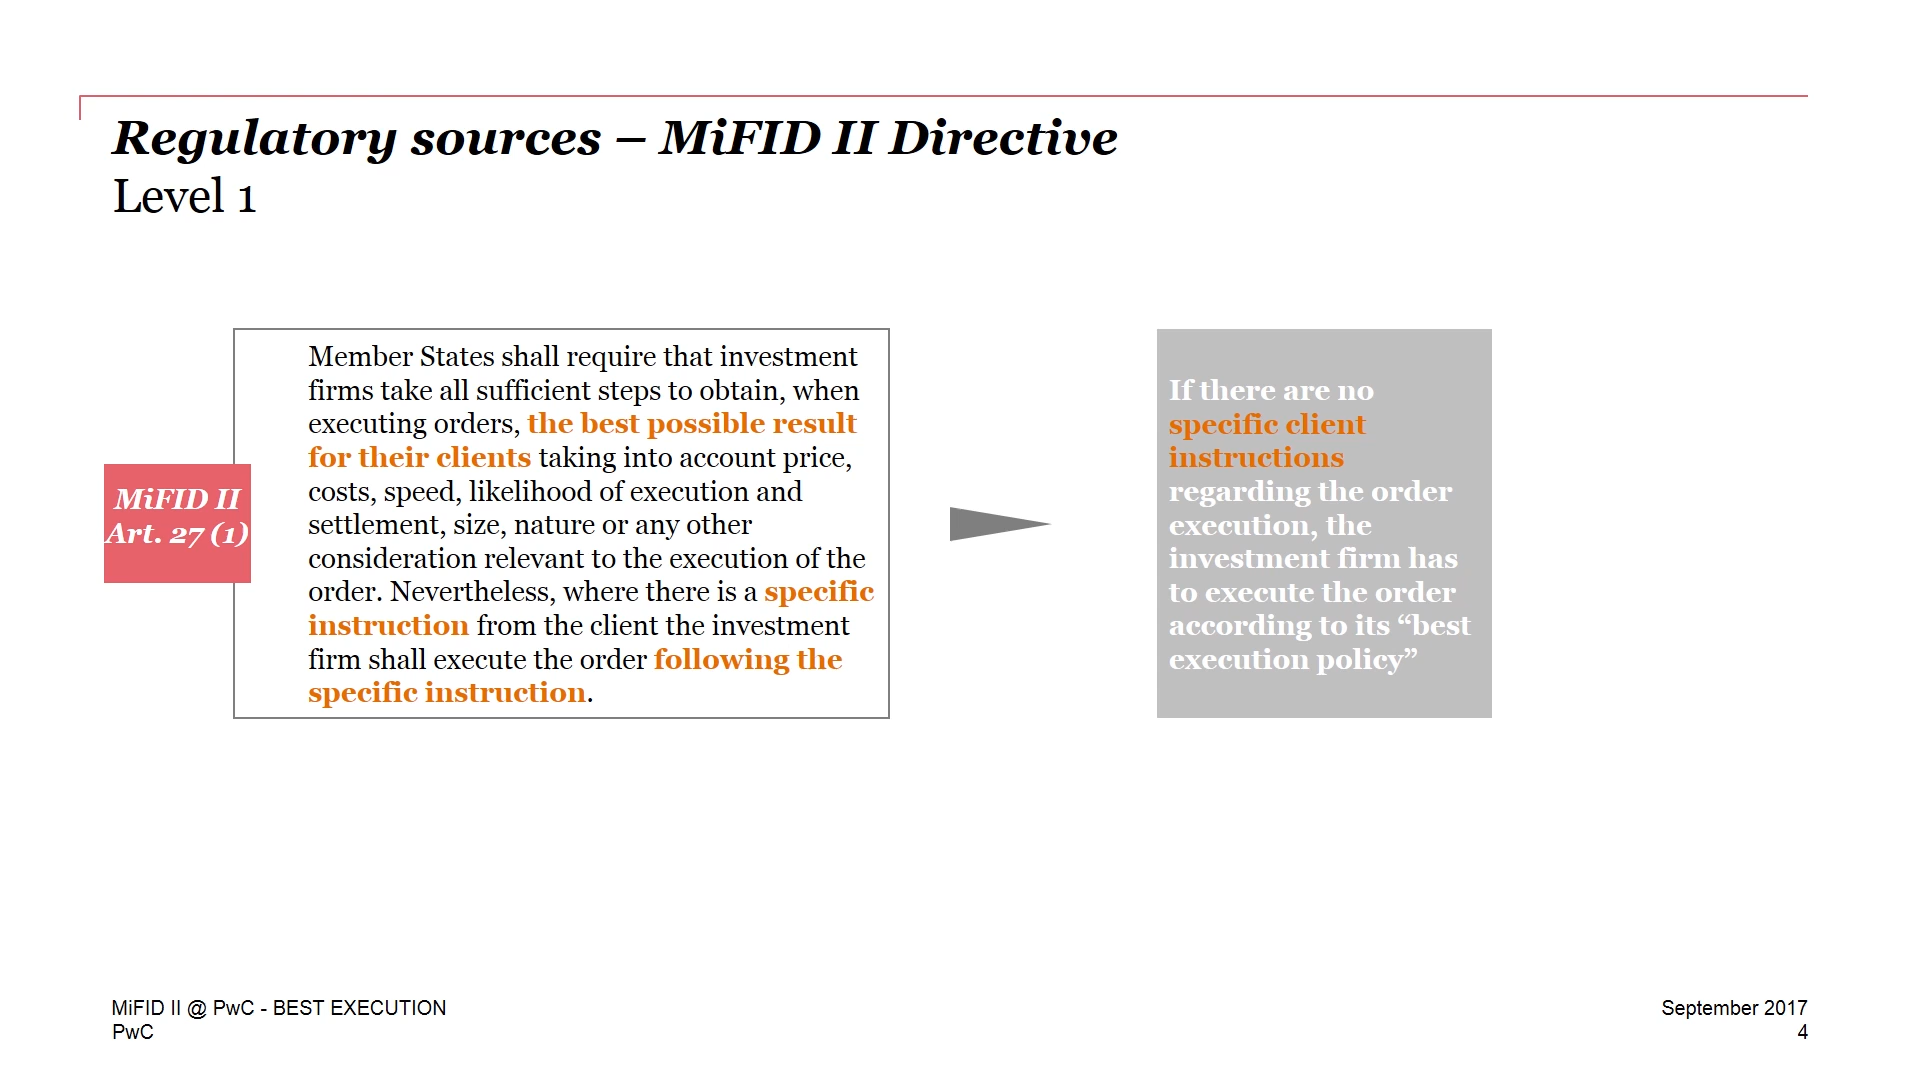 Regulatory sources – MiFID II Directive
Level 1
MiFID II
Art. 27 (1)
Member States shall require that investment
firms take all sufficient steps to obtain, when
executing orders, the best possible result
for their clients taking into account price,
costs, speed, likelihood of execution and
settlement, size, nature or any other
consideration relevant to the execution of the
order. Nevertheless, where there is a specific
instruction from the client the investment
firm shall execute the order following the
specific instruction.
If there are no
specific client
instructions
regarding the order
execution, the
investment firm has
to execute the order
according to its “best
execution policy”
MiFID II @ PwC - BEST EXECUTION
PwC
September 2017
4